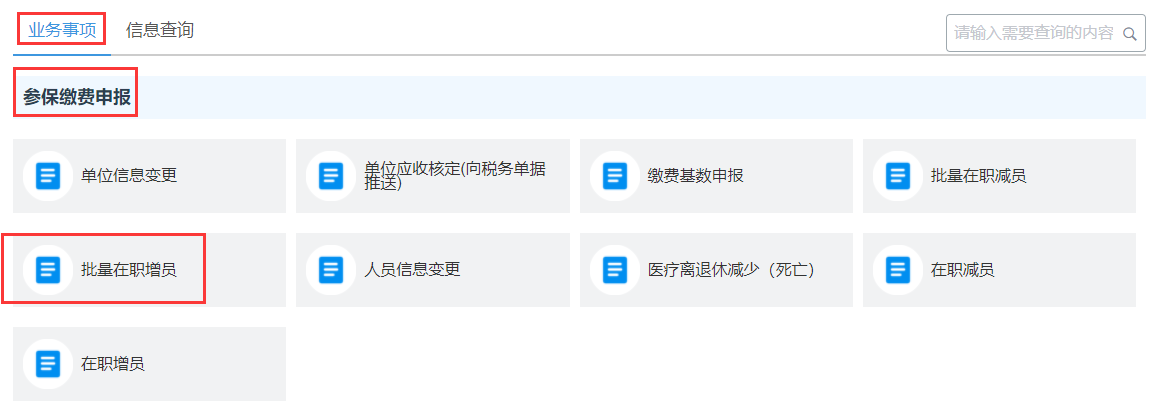 业务事项 信息查询 请输入需要查询的内容
参保缴费申报
单位信息变更
单位应收核定(向税务单据
推送)
缴费基数申报
批量在职减员
批量在职增员
人员信息变更
医疗离退休减少（死亡）
在职减员
在职增员